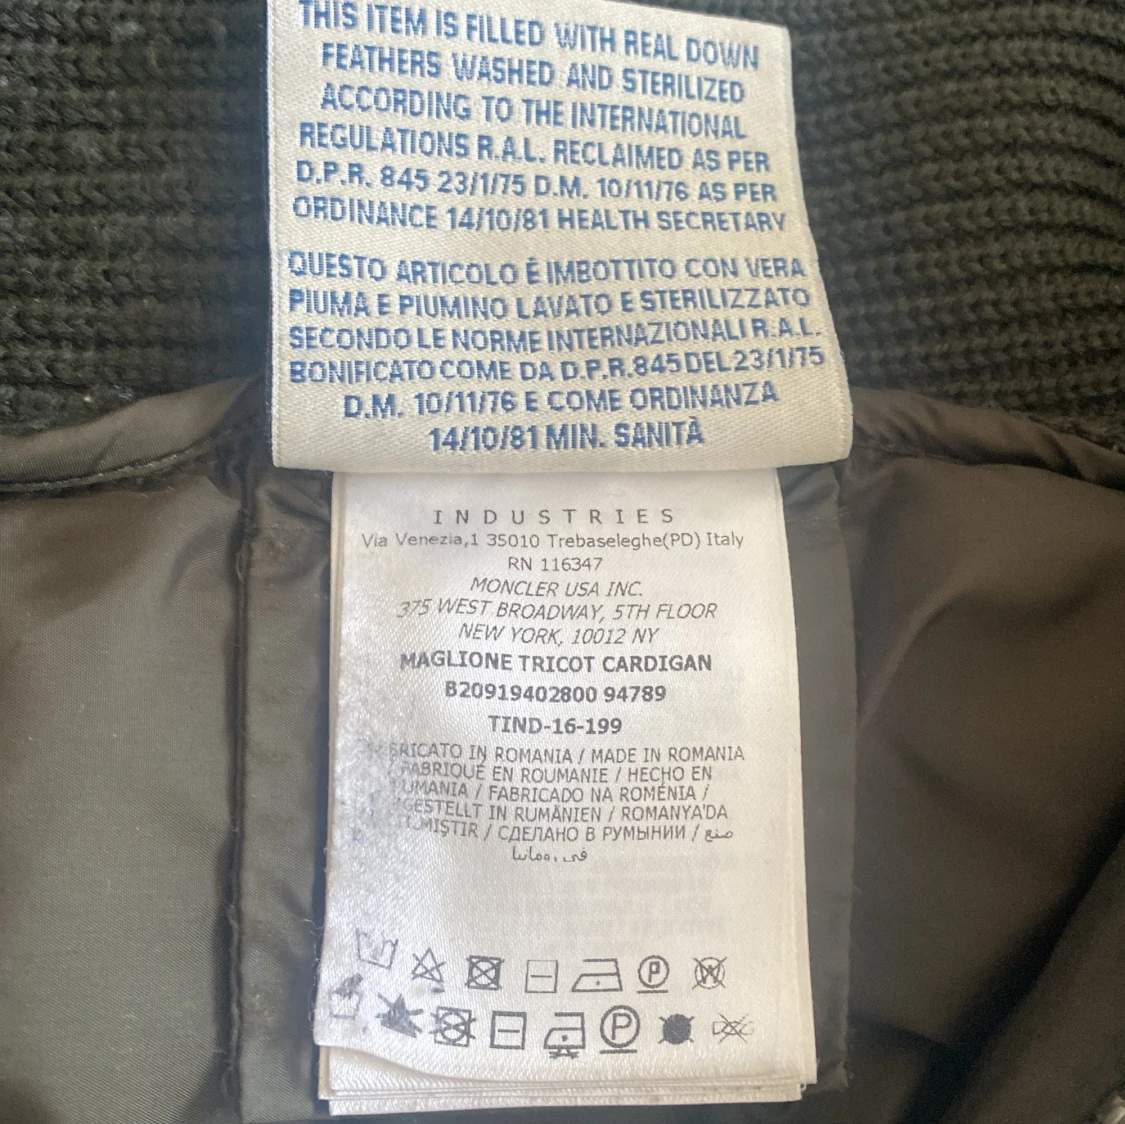 THIS ITEM IS FILLED WITH REAL DOWN
FEATHERS WASHED AND STERILIZED
ACCORDING TO THE INTERNATIONAL
REGULATIONS R.A.L. RECLAIMED AS PER
D.P.R. 845 23/1/75 D.M. 10/11/76 AS PER
ORDINANCE 14/10/81 HEALTH SECRETARY
QUESTO ARTICOLO È IMBOTTITO CON VERA
PIUMA E PIUMINO LAVATO E STERILIZZATO
SECONDO LE NORME INTERNAZIONALI R.A.L.
BONIFICATO COME DA D.P.R. 845 DEL 23/1/75
D.M. 10/11/76 E COME ORDINANZA
14/10/81 MIN. SANITÀ
INDUSTRIES
Via Venezia,1 35010 Trebaseleghe(PD) Italy
RN 116347
MONCLER USA INC.
375 WEST BROADWAY, 5TH FLOOR
NEW YORK, 10012 NY
MAGLIONE TRICOT CARDIGAN
B20919402800 94789
TIND-16-199
IN ROMANIA / MADE IN ROMANIA
FABRIQUÉ EN ROUMANIE / HECHO EN
/ FABRICADO NA ROMÉNIA /
IN RUMÄNIEN / ROMANYA'DA
/ СДЕЛАНО В РУМЫНИИ / صنع
في
P W
P